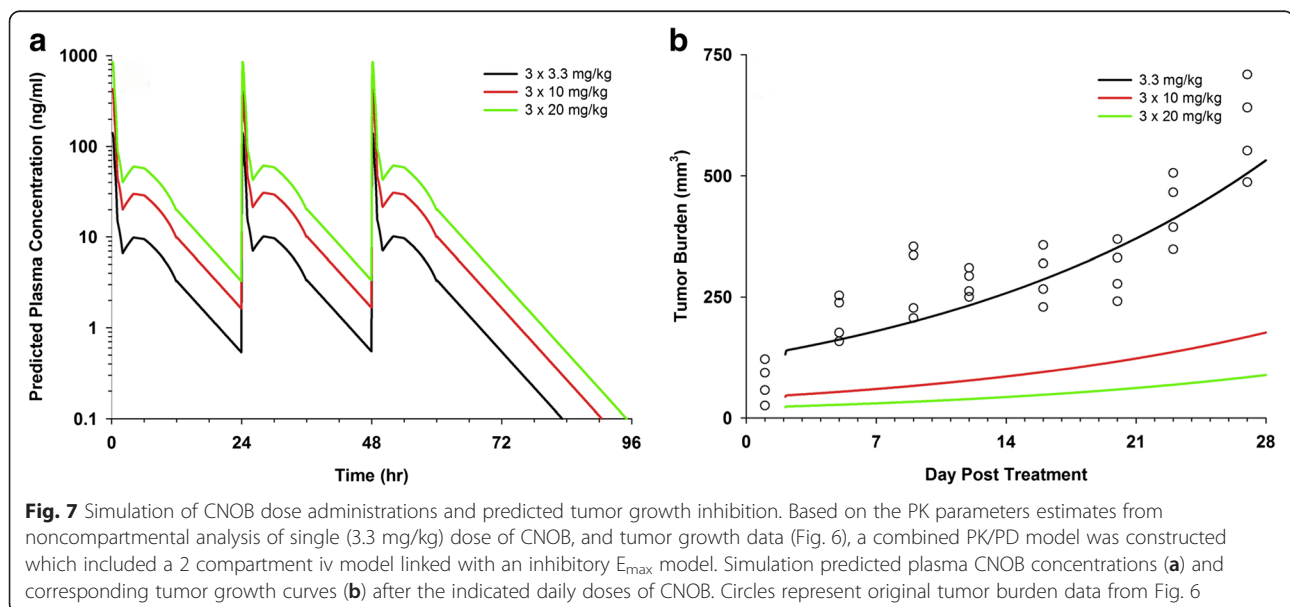 a
Predicted Plasma Concentration (ng/ml)
1000
100
10
1
0.1
0
24
48
72
96
Time (hr)
3 x 3.3 mg/kg
3 x 10 mg/kg
3 x 20 mg/kg
b
Tumor Burden (mm³)
750
500
250
0
0
7
14
21
28
Day Post Treatment
3.3 mg/kg
3 x 10 mg/kg
3 x 20 mg/kg
Fig. 7 Simulation of CNOB dose administrations and predicted tumor growth inhibition. Based on the PK parameters estimates from
noncompartmental analysis of single (3.3 mg/kg) dose of CNOB, and tumor growth data (Fig. 6), a combined PK/PD model was constructed
which included a 2 compartment iv model linked with an inhibitory Emax model. Simulation predicted plasma CNOB concentrations (a) and
corresponding tumor growth curves (b) after the indicated daily doses of CNOB. Circles represent original tumor burden data from Fig. 6